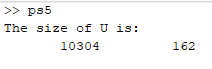 >> ps5
The size of U is:
10304 162